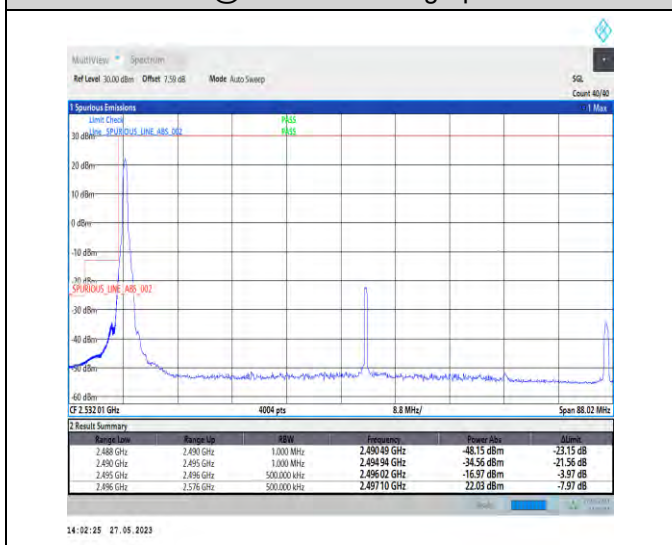 MultiView Spectrum
Ref Level 30.00 dBm Offset 7.59 dB Mode Auto Sweep SGL
Count 40/40
1 Spurious Emissions 1 Max
Limit Check PASS
Line _SPURIOUS_LINE_ABS_002 PASS
30 dBm
20 dBm
10 dBm
0 dBm
-10 dBm
-20 dBm
_SPURIOUS_LINE_ABS_002
-30 dBm
-40 dBm
-50 dBm
-60 dBm
CF 2.532 01 GHz 4004 pts 8.8 MHz/ Span 88.02 MHz
2 Result Summary
Range Low Range Up RBW Frequency Power Abs ΔLimit
2.488 GHz 2.490 GHz 1.000 MHz 2.490 49 GHz -48.15 dBm -23.15 dB
2.490 GHz 2.495 GHz 1.000 MHz 2.494 94 GHz -34.56 dBm -21.56 dB
2.495 GHz 2.496 GHz 500.000 kHz 2.496 02 GHz -16.97 dBm -3.97 dB
2.496 GHz 2.576 GHz 500.000 kHz 2.497 10 GHz 22.03 dBm -7.97 dB
14:02:25 27.05.2023